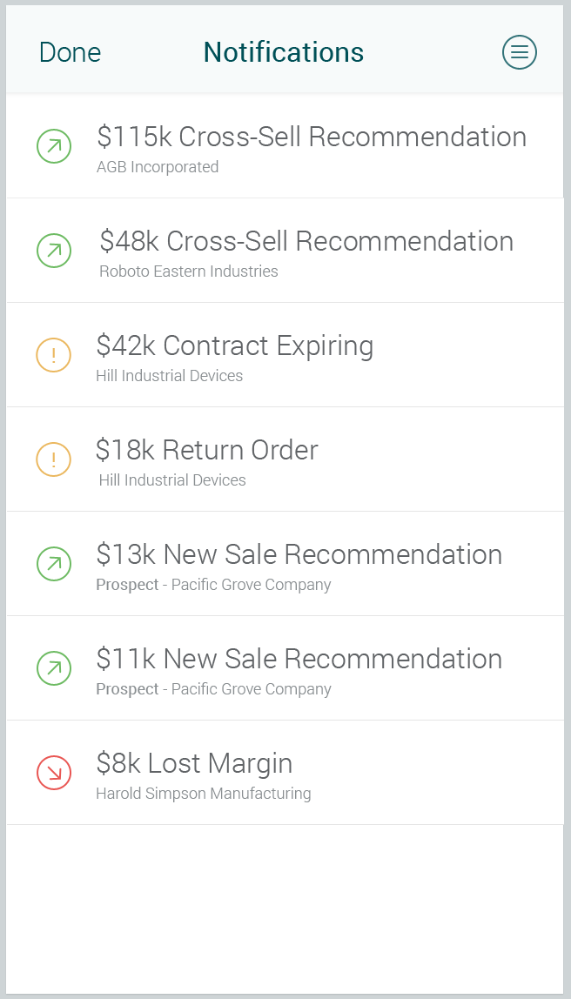 Done
Notifications
$115k Cross-Sell Recommendation
AGB Incorporated
$48k Cross-Sell Recommendation
Roboto Eastern Industries
$42k Contract Expiring
Hill Industrial Devices
$18k Return Order
Hill Industrial Devices
$13k New Sale Recommendation
Prospect - Pacific Grove Company
$11k New Sale Recommendation
Prospect - Pacific Grove Company
$8k Lost Margin
Harold Simpson Manufacturing